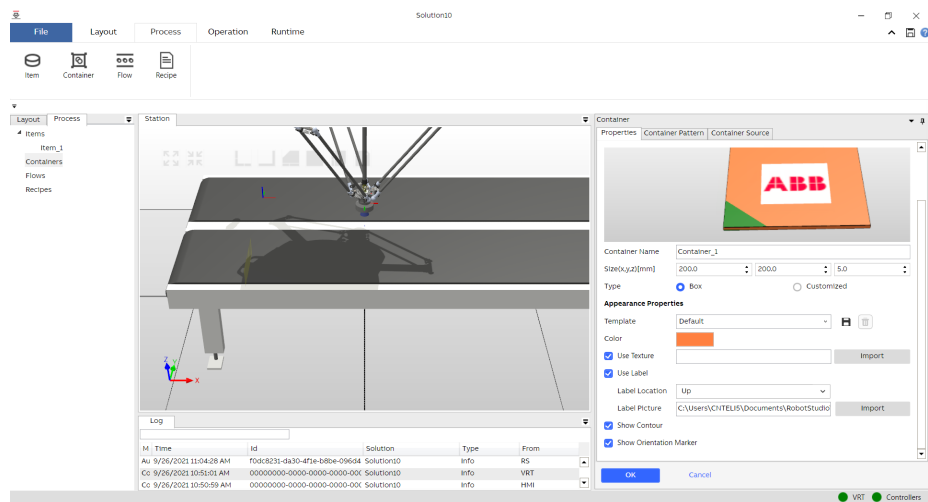 Solution10
File Layout Process Operation Runtime
Item Container Flow Recipe
Layout Process
Items
Item_1
Containers
Flows
Recipes
Station
Z Y X
Log
M Time Id Solution Type From
Au 9/26/2021 11:04:28 AM f0dc8231-da30-4f1e-b8be-096d4 Solution10 Info RS
Cc 9/26/2021 10:51:01 AM 00000000-0000-0000-0000-00( Solution10 Info VRT
Cc 9/26/2021 10:50:59 AM 00000000-0000-0000-0000-00( Solution10 Info HMI
Container
Properties Container Pattern Container Source
ABB
Container Name Container_1
Size(x,y,z)[mm] 200.0 200.0 5.0
Type Box Customized
Appearance Properties
Template Default
Color
Use Texture Import
Use Label
Label Location Up
Label Picture C:\Users\CNTELI5\Documents\RobotStudio Import
Show Contour
Show Orientation Marker
OK Cancel
VRT Controllers